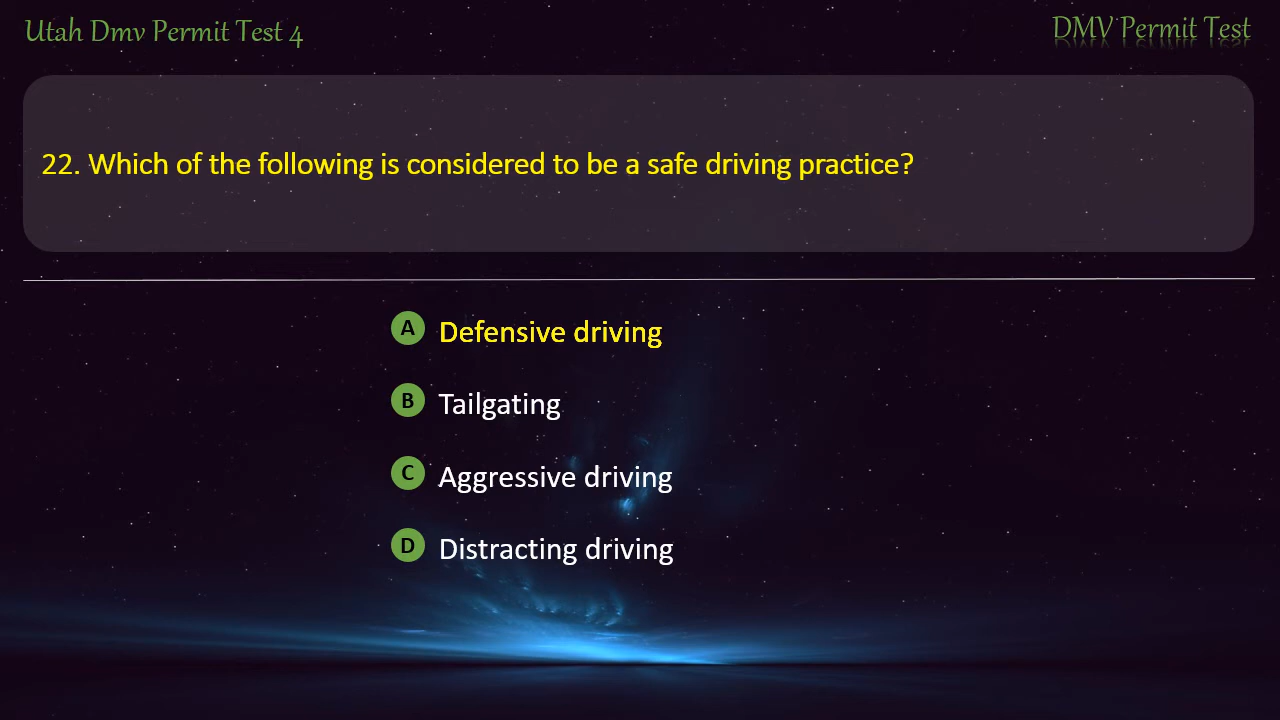 Utah Dmv Permit Test 4
DMV Permit Test
22. Which of the following is considered to be a safe driving practice?
A Defensive driving
B Tailgating
C Aggressive driving
D Distracting driving